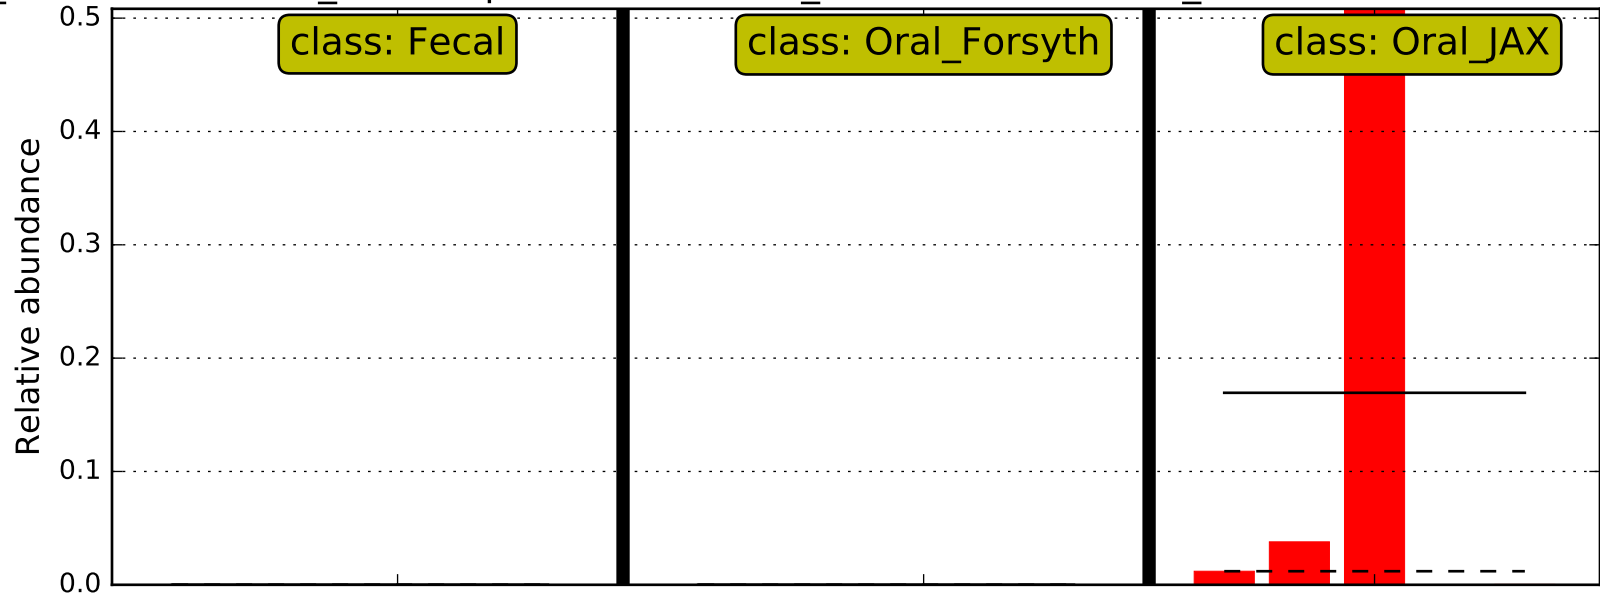 class: Fecal
class: Oral_Forsyth
class: Oral_JAX
Relative abundance
0.5
0.4
0.3
0.2
0.1
0.0